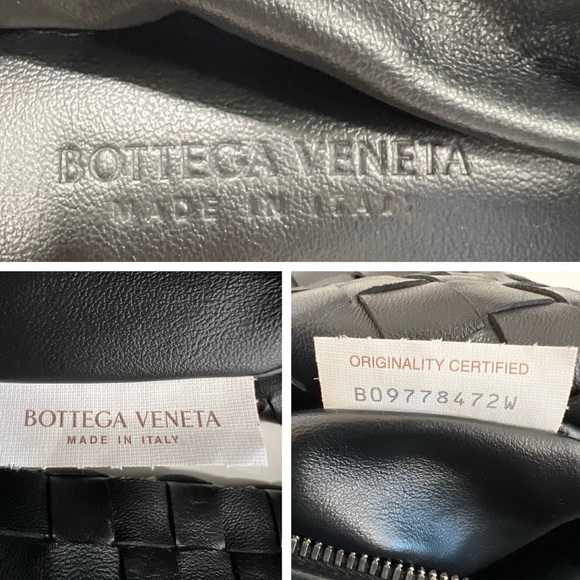 BOTTEGA VENETA
MADE IN ITALY
BOTTEGA VENETA
MADE IN ITALY
ORIGINALITY CERTIFIED
B09778472W